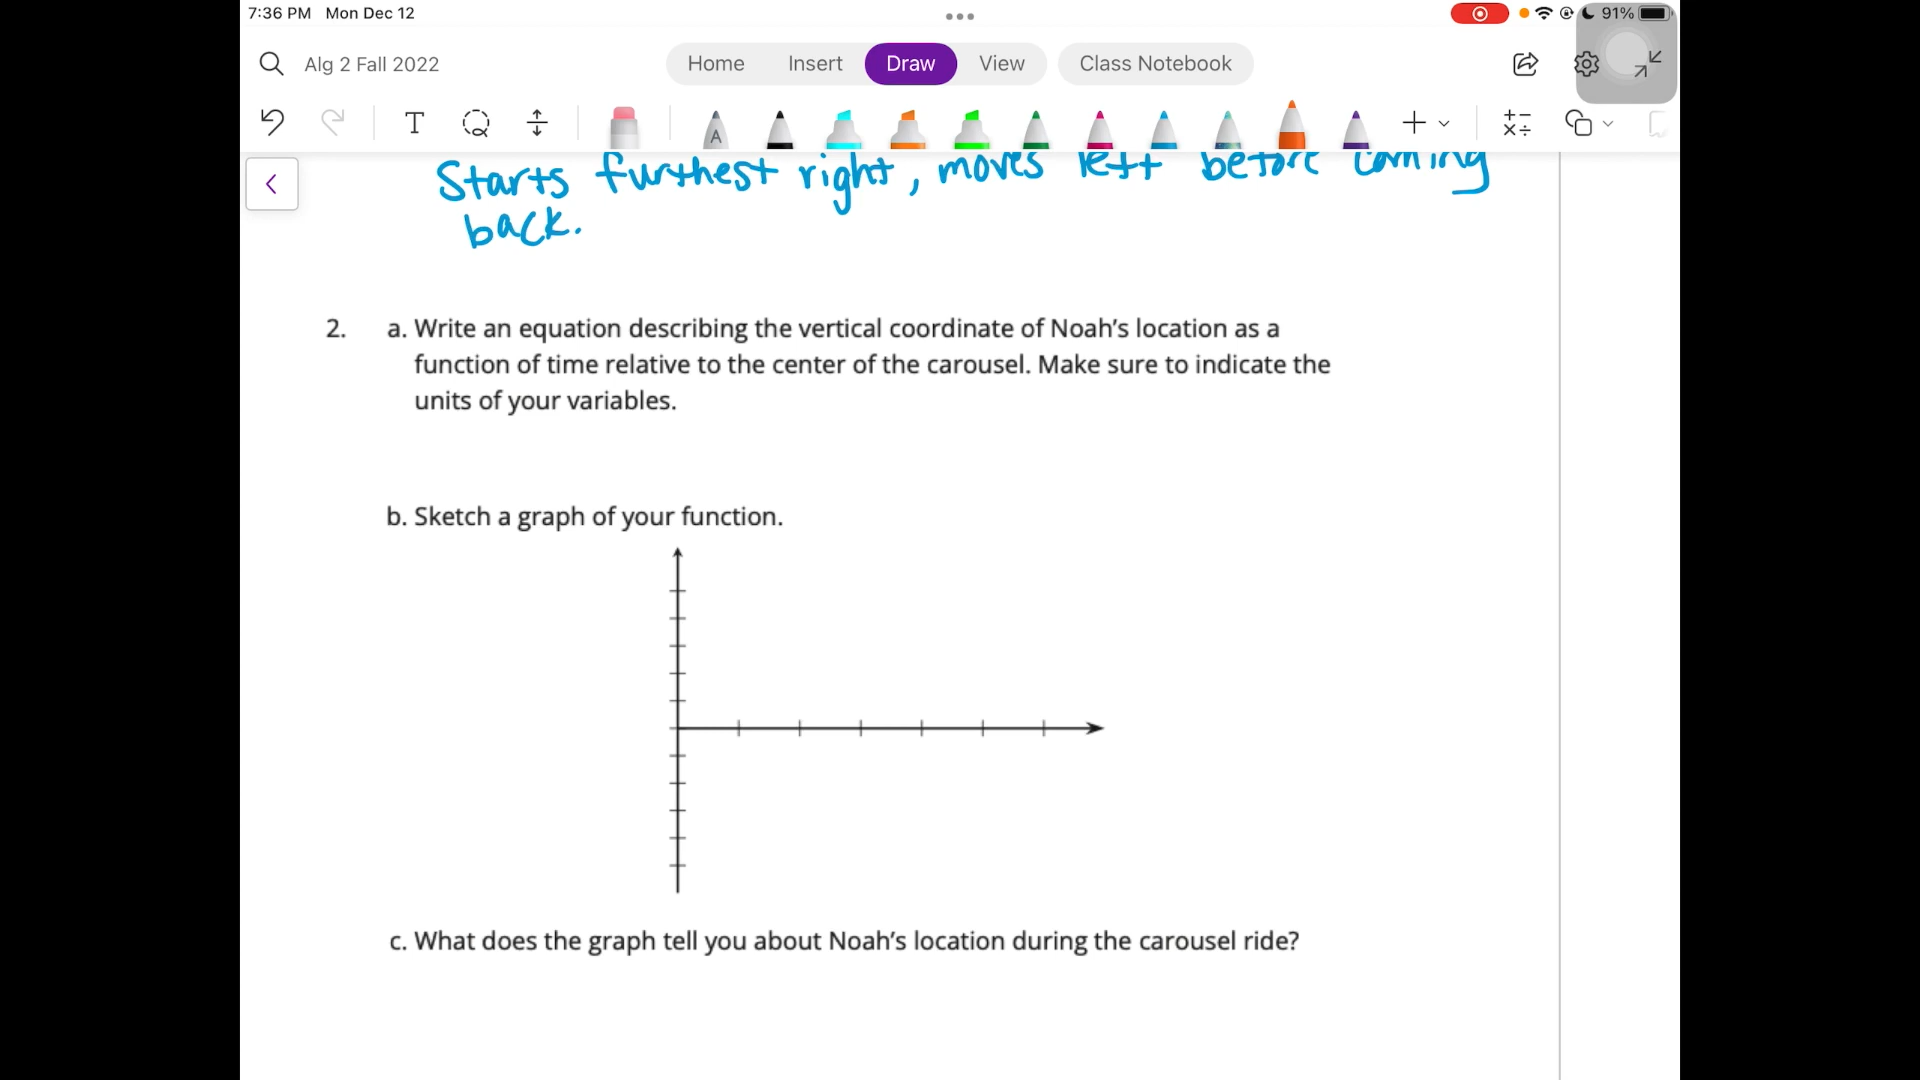 7:36 PM Mon Dec 12
91%
Alg 2 Fall 2022
Home Insert Draw View Class Notebook
T
A
Starts furthest right, moves left before coming
back.
2. a. Write an equation describing the vertical coordinate of Noah's location as a
function of time relative to the center of the carousel. Make sure to indicate the
units of your variables.
b. Sketch a graph of your function.
c. What does the graph tell you about Noah's location during the carousel ride?